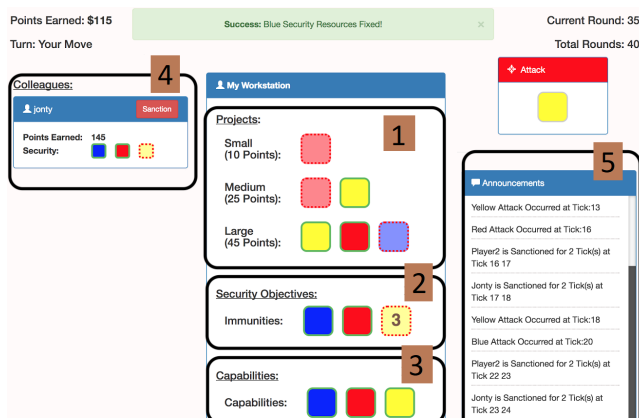 Points Earned: $115
Success: Blue Security Resources Fixed!
×
Current Round: 35
Turn: Your Move
Total Rounds: 40
4
Colleagues:
jonty
Sanction
Points Earned: 145
Security:
My Workstation
1
Projects:
Small
(10 Points):
Medium
(25 Points):
Large
(45 Points):
2
Security Objectives:
Immunities:
3
3
Capabilities:
Capabilities:
Attack
5
Announcements
Yellow Attack Occurred at Tick:13
Red Attack Occurred at Tick:16
Player2 is Sanctioned for 2 Tick(s) at
Tick 16 17
Jonty is Sanctioned for 2 Tick(s) at
Tick 17 18
Yellow Attack Occurred at Tick:18
Blue Attack Occurred at Tick:20
Player2 is Sanctioned for 2 Tick(s) at
Tick 22 23
Jonty is Sanctioned for 2 Tick(s) at
Tick 23 24